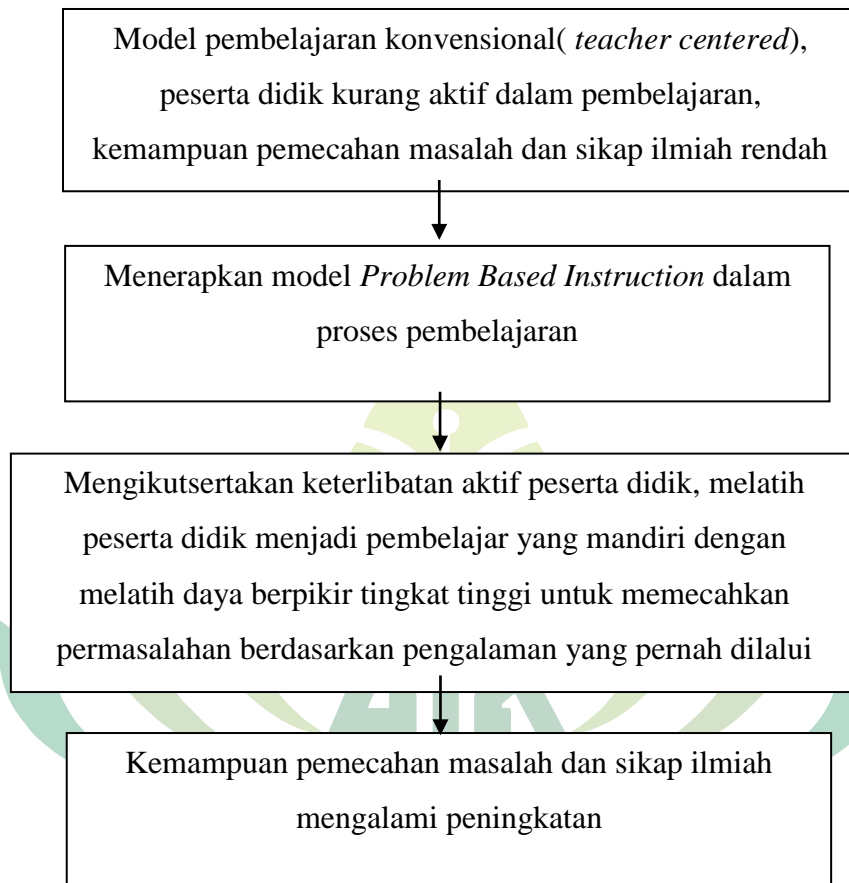 Model pembelajaran konvensional( teacher centered),
peserta didik kurang aktif dalam pembelajaran,
kemampuan pemecahan masalah dan sikap ilmiah rendah
Menerapkan model Problem Based Instruction dalam
proses pembelajaran
Mengikutsertakan keterlibatan aktif peserta didik, melatih
peserta didik menjadi pembelajar yang mandiri dengan
melatih daya berpikir tingkat tinggi untuk memecahkan
permasalahan berdasarkan pengalaman yang pernah dilalui
Kemampuan pemecahan masalah dan sikap ilmiah
mengalami peningkatan